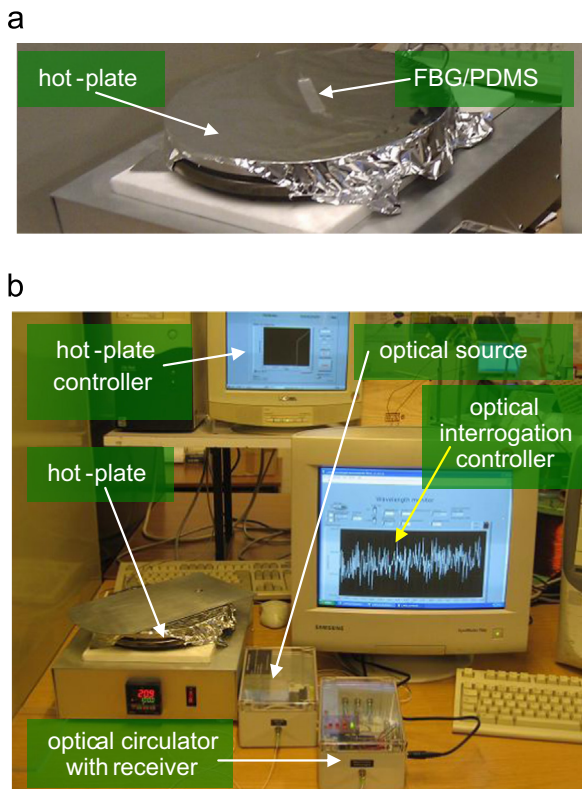 a
hot-plate
FBG/PDMS
b
hot-plate
controller
optical source
optical
interrogation
controller
hot-plate
Wavelength monitor
SAMSUNG
optical circulator
with receiver